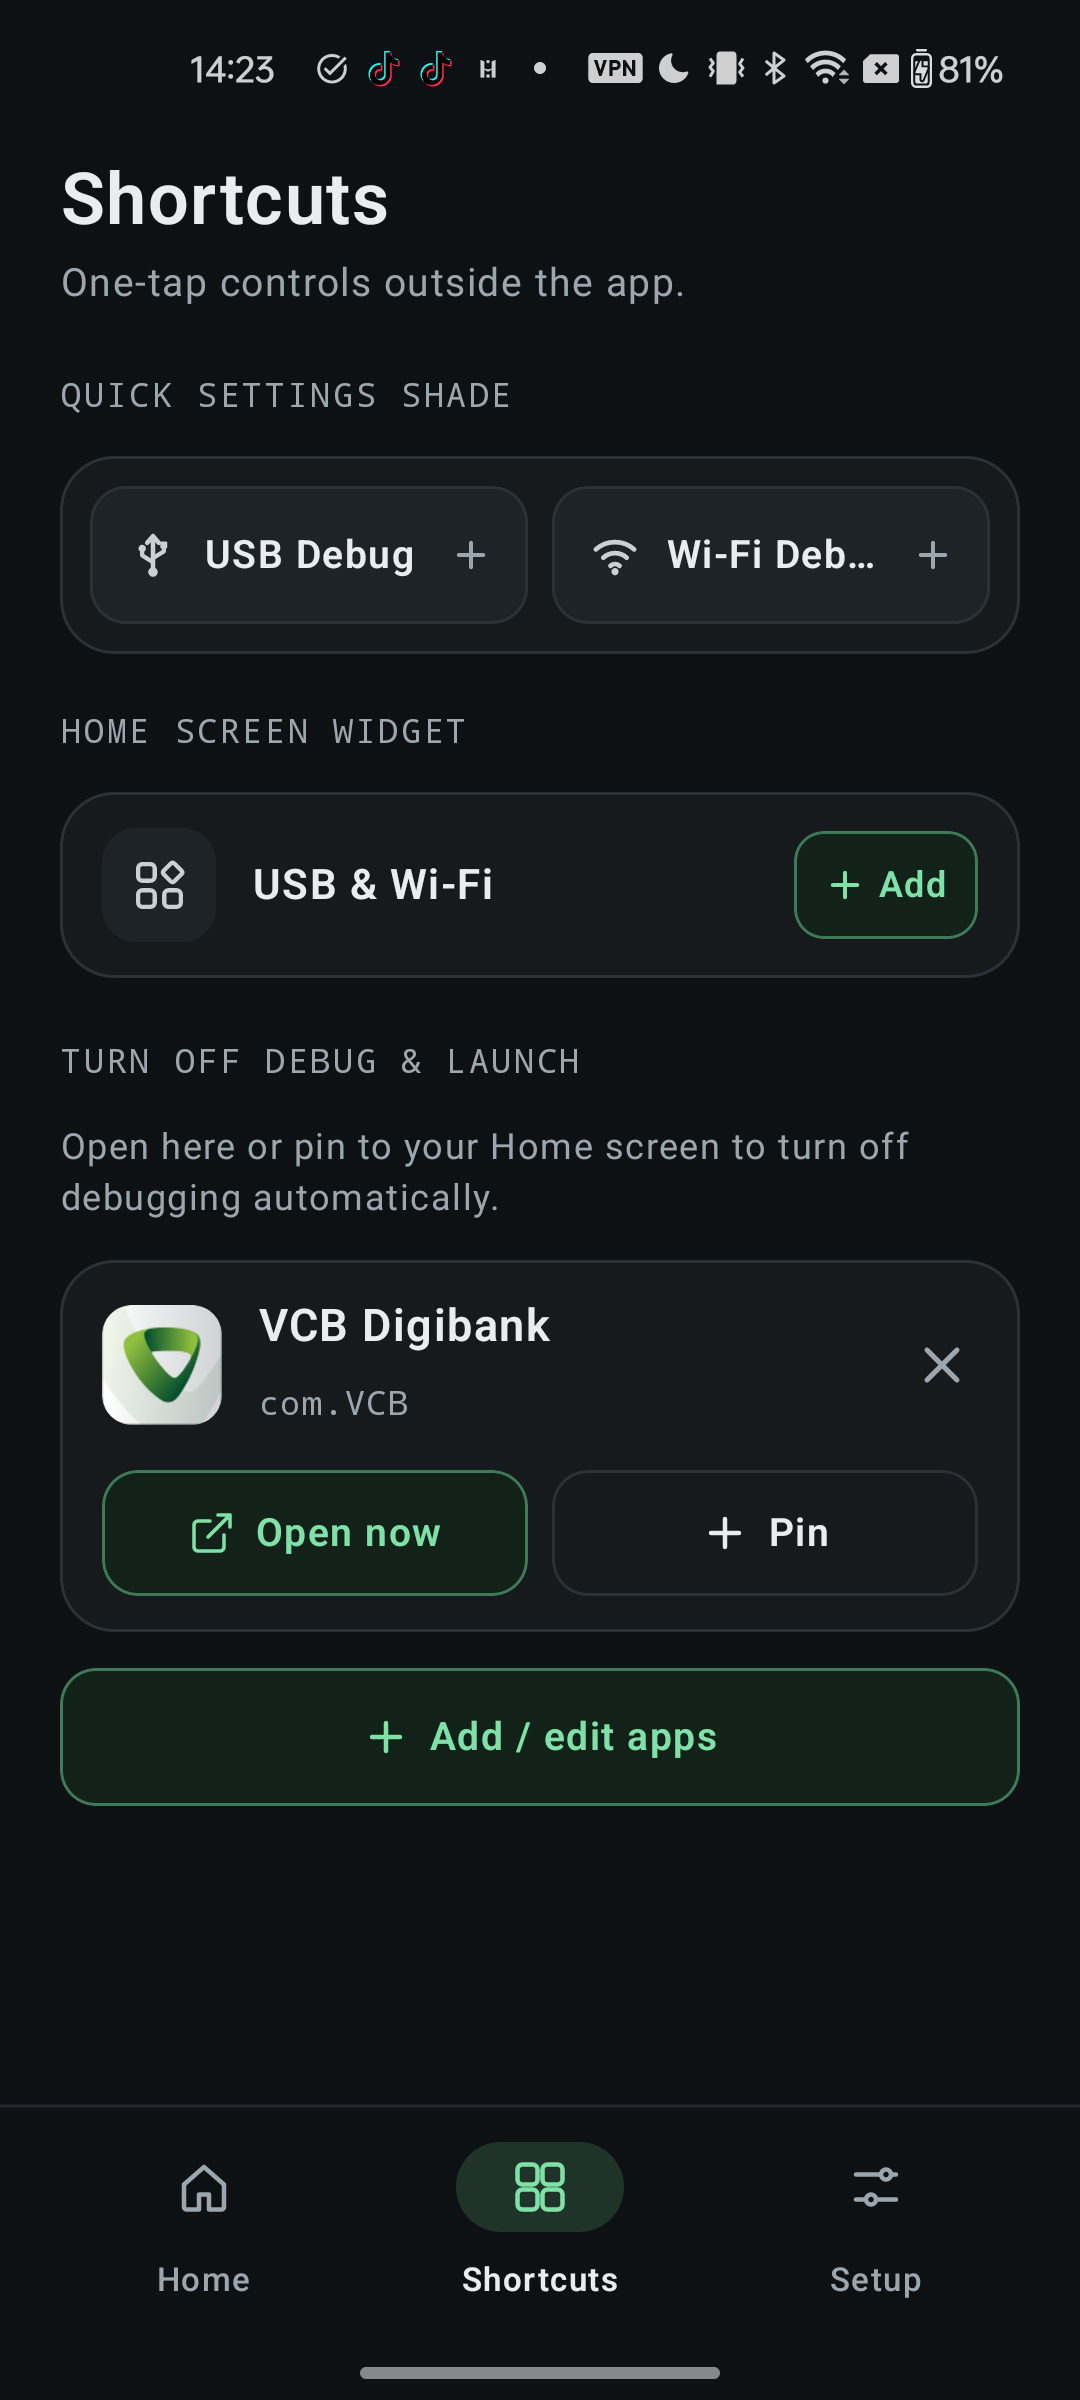 14:23
VPN
81%
Shortcuts
One-tap controls outside the app.
QUICK SETTINGS SHADE
USB Debug
Wi-Fi Deb…
HOME SCREEN WIDGET
USB & Wi-Fi
Add
TURN OFF DEBUG & LAUNCH
Open here or pin to your Home screen to turn off
debugging automatically.
VCB Digibank
com.VCB
Open now
Pin
Add / edit apps
Home
Shortcuts
Setup